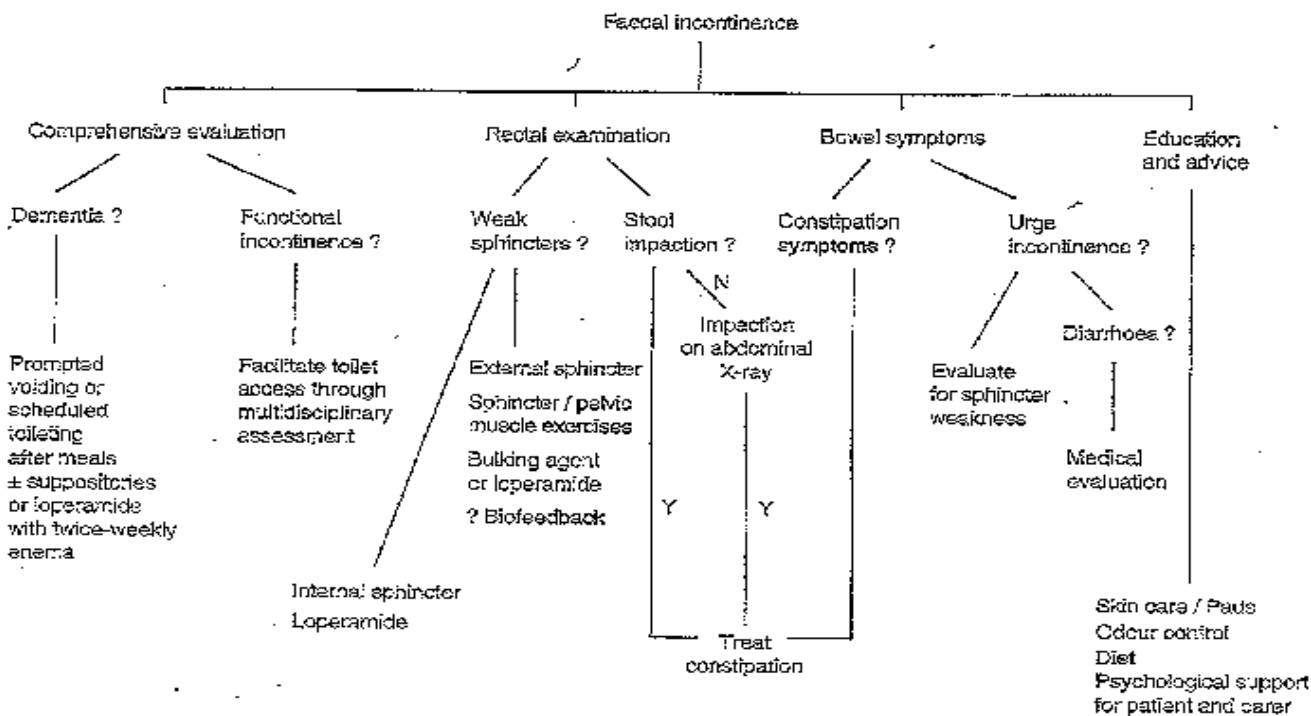 Faecal incontinence
Comprehensive evaluation
Rectal examination
Bowel symptoms
Education
and advice
Dementia ?
Functional
incontinence ?
Weak
sphincters ?
Stool
impaction ?
Constipation
symptoms ?
Urge
incontinence ?
N
Impaction
on abdominal
X-ray
Diarrhoea ?
Prompted
voiding or
scheduled
toileting
after meals
± suppositories
or loperamide
with twice-weekly
enema
Facilitate toilet
access through
multidisciplinary
assessment
External sphincter
Sphincter / pelvic
muscle exercises
Bulking agent
or loperamide
? Biofeedback
Evaluate
for sphincter
weakness
Medical
evaluation
Y
Y
Internal sphincter
Loperamide
Treat
constipation
Skin care / Pads
Odour control
Diet
Psychological support
for patient and carer